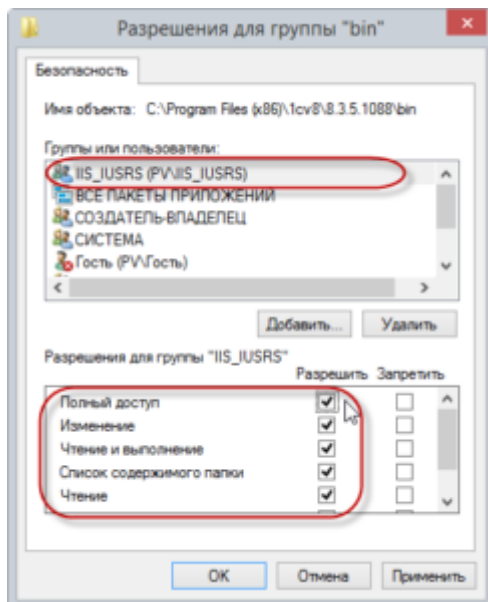 Разрешения для группы "bin"
Безопасность
Имя объекта: C:\Program Files (x86)\1cv8\8.3.5.1088\bin
Группы или пользователи:
IIS_IUSRS (PV\IIS_IUSRS)
ВСЕ ПАКЕТЫ ПРИЛОЖЕНИЙ
СОЗДАТЕЛЬ-ВЛАДЕЛЕЦ
СИСТЕМА
Гость (PV\Гость)
Добавить... Удалить
Разрешения для группы "IIS_IUSRS"
Разрешить Запретить
Полный доступ
Изменение
Чтение и выполнение
Список содержимого папки
Чтение
OK Отмена Применить